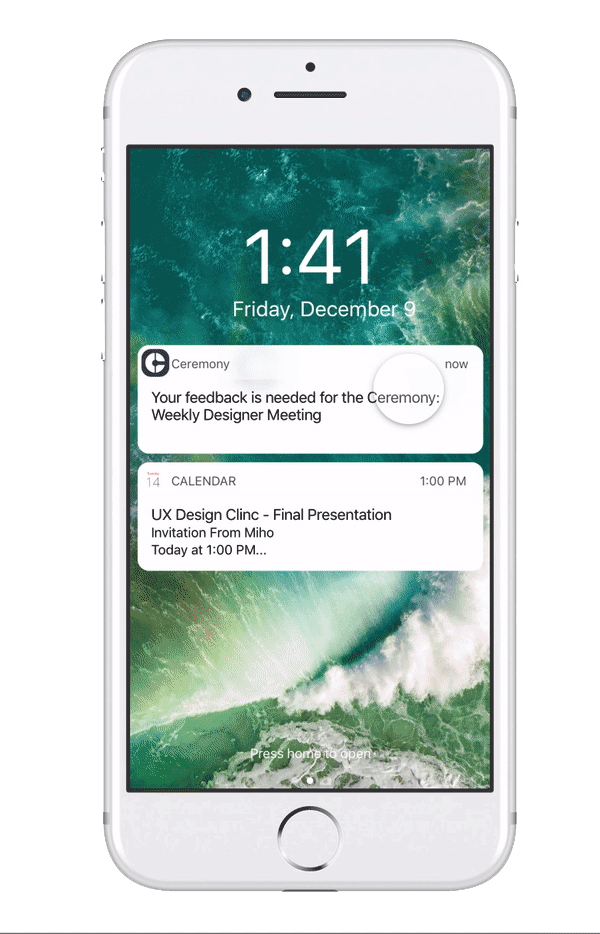 1:41
Friday, December 9
Ceremony now
Your feedback is needed for the Ceremony:
Weekly Designer Meeting
14 CALENDAR 1:00 PM
UX Design Clinc - Final Presentation
Invitation From Miho
Today at 1:00 PM...
Press home to open